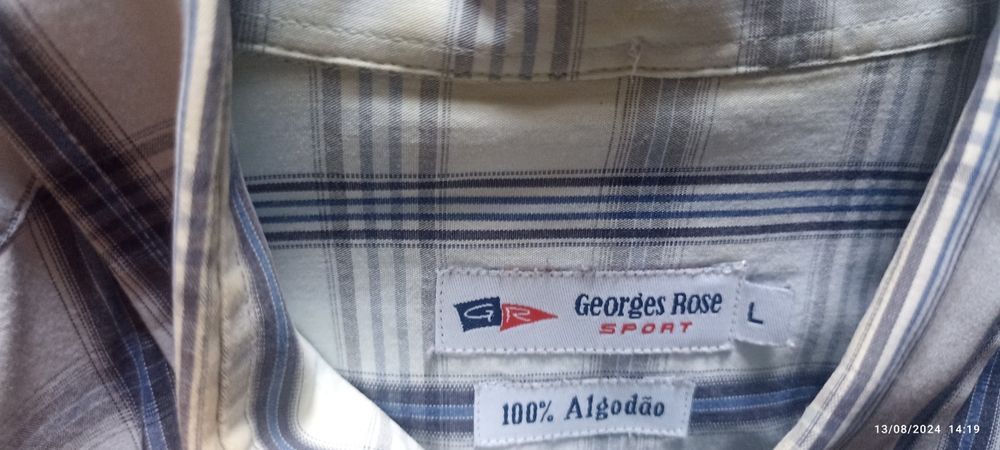 GR Georges Rose
SPORT
L
100% Algodão
13/08/2024 14:19